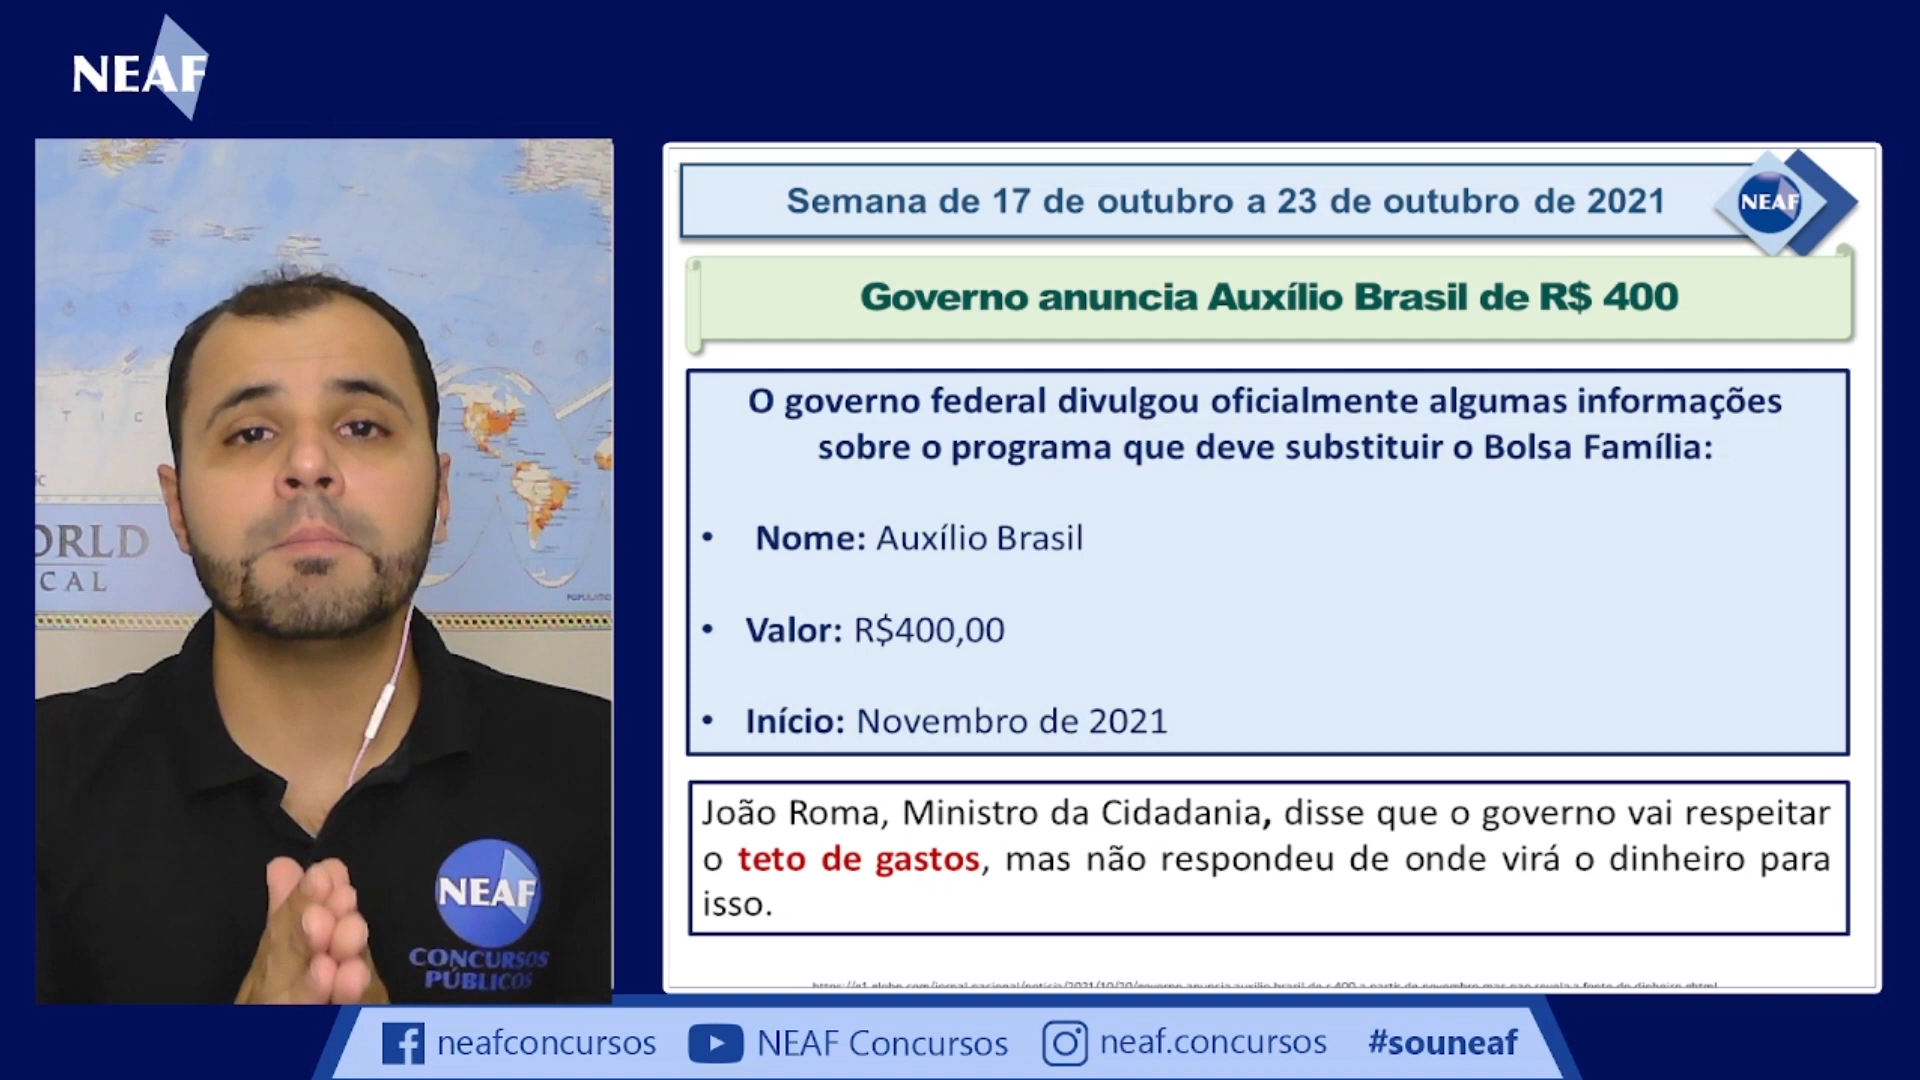 NEAF
ORLD
CAL
T I C
NEAF
CONCURSOS
PÚBLICOS
Semana de 17 de outubro a 23 de outubro de 2021
NEAF
Governo anuncia Auxílio Brasil de R$ 400
O governo federal divulgou oficialmente algumas informações
sobre o programa que deve substituir o Bolsa Família:
• Nome: Auxílio Brasil
• Valor: R$400,00
• Início: Novembro de 2021
João Roma, Ministro da Cidadania, disse que o governo vai respeitar
o teto de gastos, mas não respondeu de onde virá o dinheiro para
isso.
neafconcursos NEAF Concursos neaf.concursos #souneaf